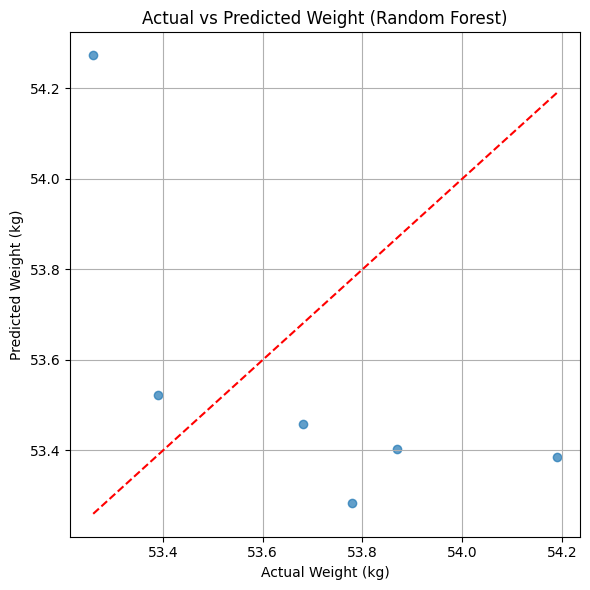 Actual vs Predicted Weight (Random Forest)
Predicted Weight (kg)
54.2
54.0
53.8
53.6
53.4
53.4 53.6 53.8 54.0 54.2
Actual Weight (kg)